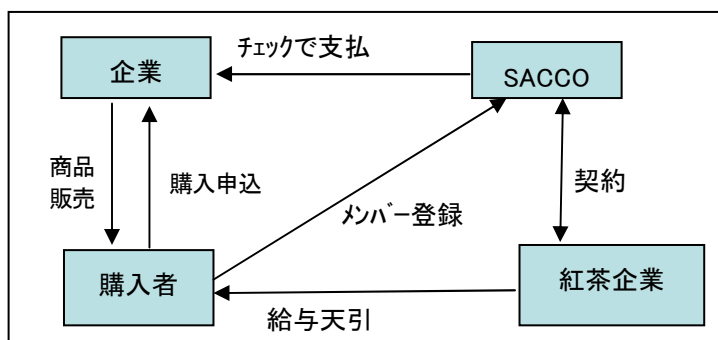 チェックで支払
企業
SACCO
商品
販売
購入申込
契約
メンバー登録
購入者
紅茶企業
給与天引